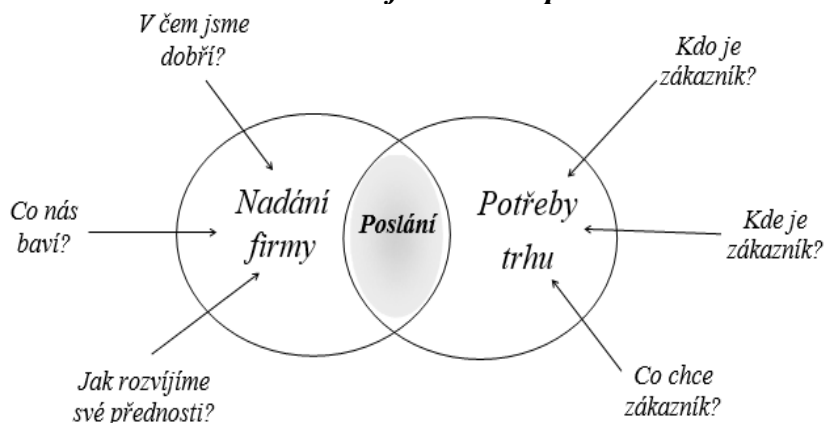 V čem jsme
dobří?
Kdo je
zákazník?
Co nás
baví?
Nadání
firmy
Poslání
Potřeby
trhu
Kde je
zákazník?
Jak rozvíjíme
své přednosti?
Co chce
zákazník?